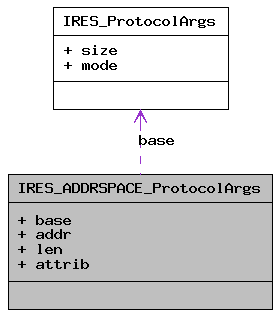 IRES_ProtocolArgs
+ size
+ mode
base
IRES_ADDRSPACE_ProtocolArgs
+ base
+ addr
+ len
+ attrib